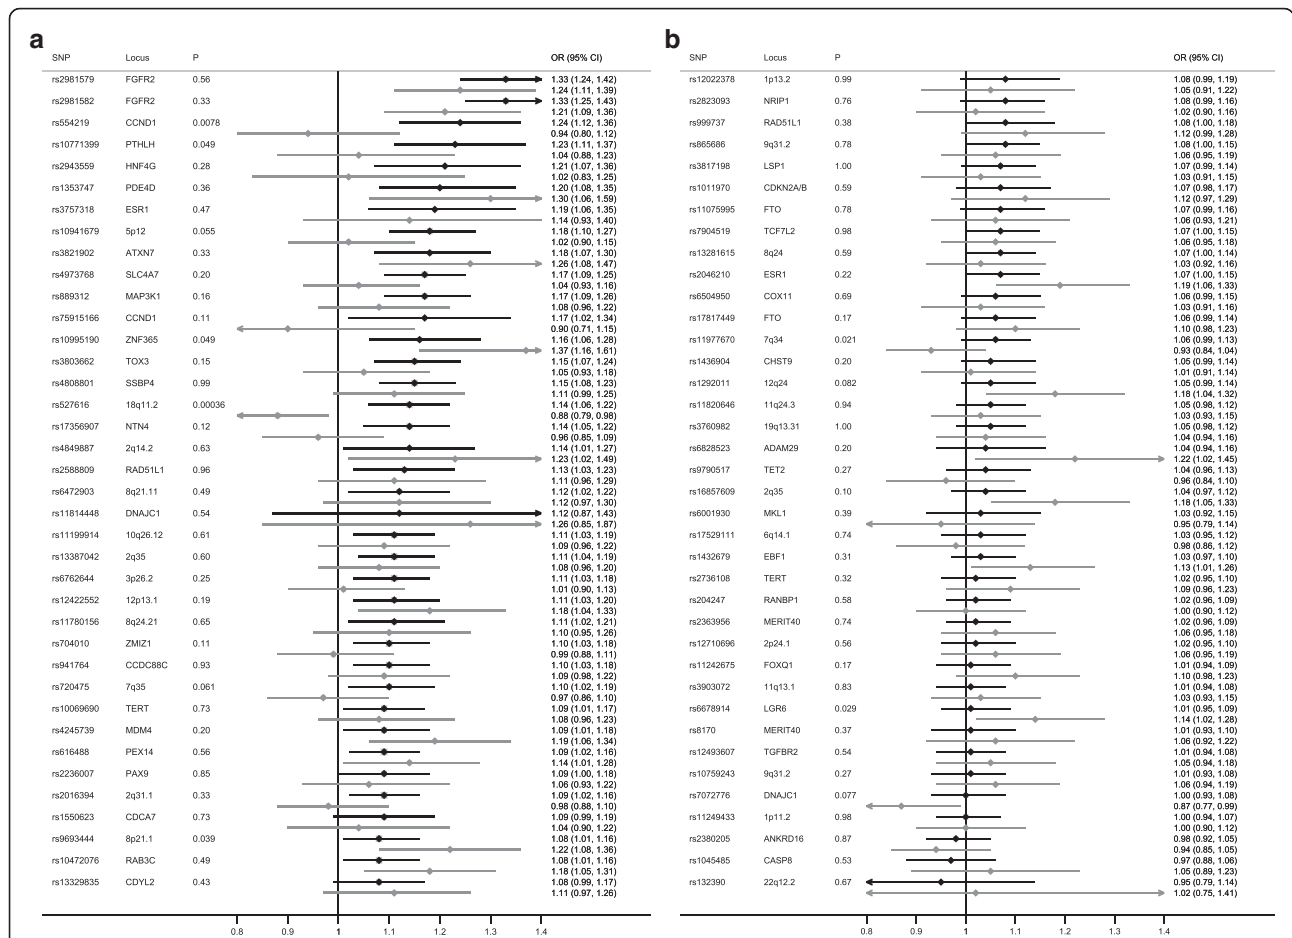 a
SNP Locus P OR (95% CI)
rs2981579 FGFR2 0.56 1.33 (1.24, 1.42)
1.24 (1.11, 1.39)
rs2981582 FGFR2 0.33 1.33 (1.25, 1.43)
1.21 (1.09, 1.36)
rs554219 CCND1 0.0078 1.24 (1.12, 1.36)
0.94 (0.80, 1.12)
rs10771399 PTHLH 0.049 1.23 (1.11, 1.37)
1.04 (0.88, 1.23)
rs2943559 HNF4G 0.28 1.21 (1.07, 1.36)
1.02 (0.83, 1.25)
rs1353747 PDE4D 0.36 1.20 (1.08, 1.35)
1.30 (1.06, 1.59)
rs3757318 ESR1 0.47 1.19 (1.06, 1.35)
1.14 (0.93, 1.40)
rs10941679 5p12 0.055 1.18 (1.10, 1.27)
1.02 (0.90, 1.15)
rs3821902 ATXN7 0.33 1.18 (1.07, 1.30)
1.26 (1.08, 1.47)
rs4973768 SLC4A7 0.20 1.17 (1.09, 1.25)
1.04 (0.93, 1.16)
rs889312 MAP3K1 0.16 1.17 (1.09, 1.26)
1.08 (0.96, 1.22)
rs75915166 CCND1 0.11 1.17 (1.02, 1.34)
0.90 (0.71, 1.15)
rs10995190 ZNF365 0.049 1.16 (1.06, 1.28)
1.37 (1.16, 1.61)
rs3803662 TOX3 0.15 1.15 (1.07, 1.24)
1.05 (0.93, 1.18)
rs4808801 SSBP4 0.99 1.15 (1.08, 1.23)
1.11 (0.99, 1.25)
rs527616 18q11.2 0.00036 1.14 (1.06, 1.22)
0.88 (0.79, 0.98)
rs17356907 NTN4 0.12 1.14 (1.05, 1.22)
0.96 (0.85, 1.09)
rs4849887 2q14.2 0.63 1.14 (1.01, 1.27)
1.23 (1.02, 1.49)
rs2588809 RAD51L1 0.96 1.13 (1.03, 1.23)
1.11 (0.96, 1.29)
rs6472903 8q21.11 0.49 1.12 (1.02, 1.22)
1.12 (0.97, 1.30)
rs11814448 DNAJC1 0.54 1.12 (0.87, 1.43)
1.26 (0.85, 1.87)
rs11199914 10q26.12 0.61 1.11 (1.03, 1.19)
1.09 (0.96, 1.22)
rs13387042 2q35 0.60 1.11 (1.04, 1.19)
1.08 (0.96, 1.20)
rs6762644 3p26.2 0.25 1.11 (1.03, 1.18)
1.01 (0.90, 1.13)
rs12422552 12p13.1 0.19 1.11 (1.03, 1.20)
1.18 (1.04, 1.33)
rs11780156 8q24.21 0.65 1.11 (1.02, 1.21)
1.10 (0.95, 1.26)
rs704010 ZMIZ1 0.11 1.10 (1.03, 1.18)
0.99 (0.88, 1.11)
rs941764 CCDC88C 0.93 1.10 (1.03, 1.18)
1.09 (0.98, 1.22)
rs720475 7q35 0.061 1.10 (1.02, 1.19)
0.97 (0.86, 1.10)
rs10069690 TERT 0.73 1.09 (1.01, 1.17)
1.08 (0.96, 1.23)
rs4245739 MDM4 0.20 1.09 (1.01, 1.18)
1.19 (1.06, 1.34)
rs616488 PEX14 0.56 1.09 (1.02, 1.16)
1.14 (1.01, 1.28)
rs2236007 PAX9 0.85 1.09 (1.00, 1.18)
1.06 (0.93, 1.22)
rs2016394 2q31.1 0.33 1.09 (1.02, 1.16)
0.98 (0.88, 1.10)
rs1550623 CDCA7 0.73 1.09 (0.99, 1.19)
1.04 (0.90, 1.22)
rs9693444 8p21.1 0.039 1.08 (1.01, 1.16)
1.22 (1.08, 1.36)
rs10472076 RAB3C 0.49 1.08 (1.01, 1.16)
1.18 (1.05, 1.31)
rs13329835 CDYL2 0.43 1.08 (0.99, 1.17)
1.11 (0.97, 1.26)
0.8 0.9 1 1.1 1.2 1.3 1.4
b
SNP Locus P OR (95% CI)
rs12022378 1p13.2 0.99 1.08 (0.99, 1.19)
1.05 (0.91, 1.22)
rs2823093 NRIP1 0.76 1.08 (0.99, 1.16)
1.02 (0.90, 1.16)
rs999737 RAD51L1 0.38 1.08 (1.00, 1.18)
1.12 (0.99, 1.28)
rs865686 9q31.2 0.78 1.08 (1.00, 1.15)
1.06 (0.95, 1.19)
rs3817198 LSP1 1.00 1.07 (0.99, 1.14)
1.03 (0.91, 1.15)
rs1011970 CDKN2A/B 0.59 1.07 (0.98, 1.17)
1.12 (0.97, 1.29)
rs11075995 FTO 0.78 1.07 (0.99, 1.16)
1.06 (0.93, 1.21)
rs7904519 TCF7L2 0.98 1.07 (1.00, 1.15)
1.06 (0.95, 1.18)
rs13281615 8q24 0.59 1.07 (1.00, 1.14)
1.03 (0.92, 1.16)
rs2046210 ESR1 0.22 1.07 (1.00, 1.15)
1.19 (1.06, 1.33)
rs6504950 COX11 0.69 1.06 (0.99, 1.15)
1.03 (0.91, 1.16)
rs17817449 FTO 0.17 1.06 (0.99, 1.14)
1.10 (0.98, 1.23)
rs11977670 7q34 0.021 1.06 (0.99, 1.13)
0.93 (0.84, 1.04)
rs1436904 CHST9 0.20 1.05 (0.99, 1.14)
1.01 (0.91, 1.14)
rs1292011 12q24 0.082 1.05 (0.99, 1.14)
1.18 (1.04, 1.32)
rs11820646 11q24.3 0.94 1.05 (0.98, 1.12)
1.03 (0.93, 1.15)
rs3760982 19q13.31 1.00 1.05 (0.98, 1.12)
1.04 (0.94, 1.16)
rs6828523 ADAM29 0.20 1.04 (0.94, 1.16)
1.22 (1.02, 1.45)
rs9790517 TET2 0.27 1.04 (0.96, 1.13)
0.96 (0.84, 1.10)
rs16857609 2q35 0.10 1.04 (0.97, 1.12)
1.18 (1.05, 1.33)
rs6001930 MKL1 0.39 1.03 (0.92, 1.15)
0.95 (0.79, 1.14)
rs17529111 6q14.1 0.74 1.03 (0.95, 1.12)
0.98 (0.86, 1.12)
rs1432679 EBF1 0.31 1.03 (0.97, 1.10)
1.13 (1.01, 1.26)
rs2736108 TERT 0.32 1.02 (0.95, 1.10)
1.09 (0.96, 1.23)
rs204247 RANBP1 0.58 1.02 (0.96, 1.09)
1.00 (0.90, 1.12)
rs2363956 MERIT40 0.74 1.02 (0.96, 1.09)
1.06 (0.95, 1.18)
rs12710696 2p24.1 0.56 1.02 (0.95, 1.10)
1.06 (0.95, 1.19)
rs11242675 FOXQ1 0.17 1.01 (0.94, 1.09)
1.10 (0.98, 1.23)
rs3903072 11q13.1 0.83 1.01 (0.94, 1.08)
1.03 (0.93, 1.15)
rs6678914 LGR6 0.029 1.01 (0.95, 1.09)
1.14 (1.02, 1.28)
rs8170 MERIT40 0.37 1.01 (0.93, 1.10)
1.06 (0.92, 1.22)
rs12493607 TGFBR2 0.54 1.01 (0.94, 1.08)
1.05 (0.94, 1.18)
rs10759243 9q31.2 0.27 1.01 (0.93, 1.08)
1.06 (0.94, 1.19)
rs7072776 DNAJC1 0.077 1.00 (0.93, 1.08)
0.87 (0.77, 0.99)
rs11249433 1p11.2 0.98 1.00 (0.94, 1.07)
1.00 (0.90, 1.12)
rs2380205 ANKRD16 0.87 0.98 (0.92, 1.05)
0.94 (0.85, 1.05)
rs1045485 CASP8 0.53 0.97 (0.88, 1.06)
1.05 (0.89, 1.23)
rs132390 22q12.2 0.67 0.95 (0.79, 1.14)
1.02 (0.75, 1.41)
0.8 0.9 1 1.1 1.2 1.3 1.4